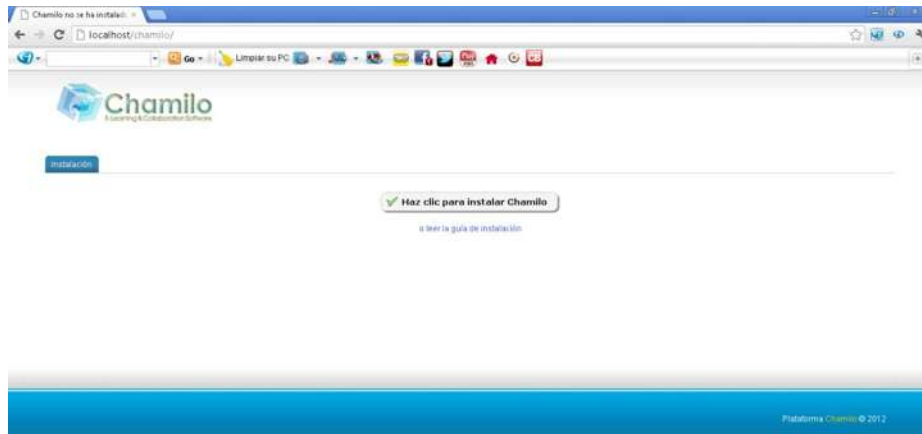 Chamilo no se ha instalad
localhost/chamilo/
Go
Limpiar su PC
Chamilo
E-Learning & Collaboration Software
Instalación
Haz clic para instalar Chamilo
o leer la guía de instalación
Plataforma Chamilo © 2012